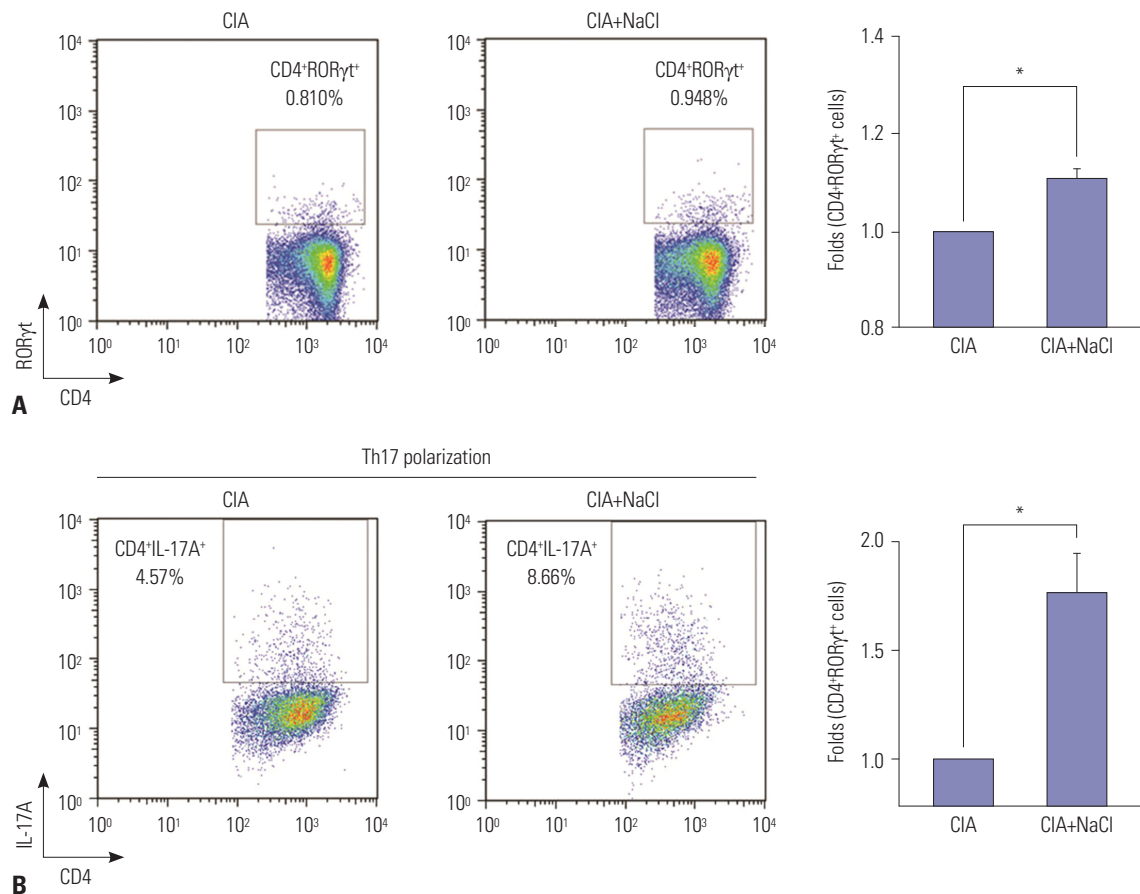 CIA
CIA+NaCl
10⁴
10³
10²
10¹
10⁰
CD4⁺RORγt⁺
0.810%
10⁰ 10¹ 10² 10³ 10⁴
10⁴
10³
10²
10¹
10⁰
CD4⁺RORγt⁺
0.948%
10⁰ 10¹ 10² 10³ 10⁴
RORγt
CD4
Folds (CD4⁺RORγt⁺ cells)
1.4
1.2
1.0
0.8
*
CIA CIA+NaCl
A
Th17 polarization
CIA
CIA+NaCl
10⁴
10³
10²
10¹
10⁰
CD4⁺IL-17A⁺
4.57%
10⁰ 10¹ 10² 10³ 10⁴
10⁴
10³
10²
10¹
10⁰
CD4⁺IL-17A⁺
8.66%
10⁰ 10¹ 10² 10³ 10⁴
IL-17A
CD4
Folds (CD4⁺RORγt⁺ cells)
2.0
1.5
1.0
*
CIA CIA+NaCl
B